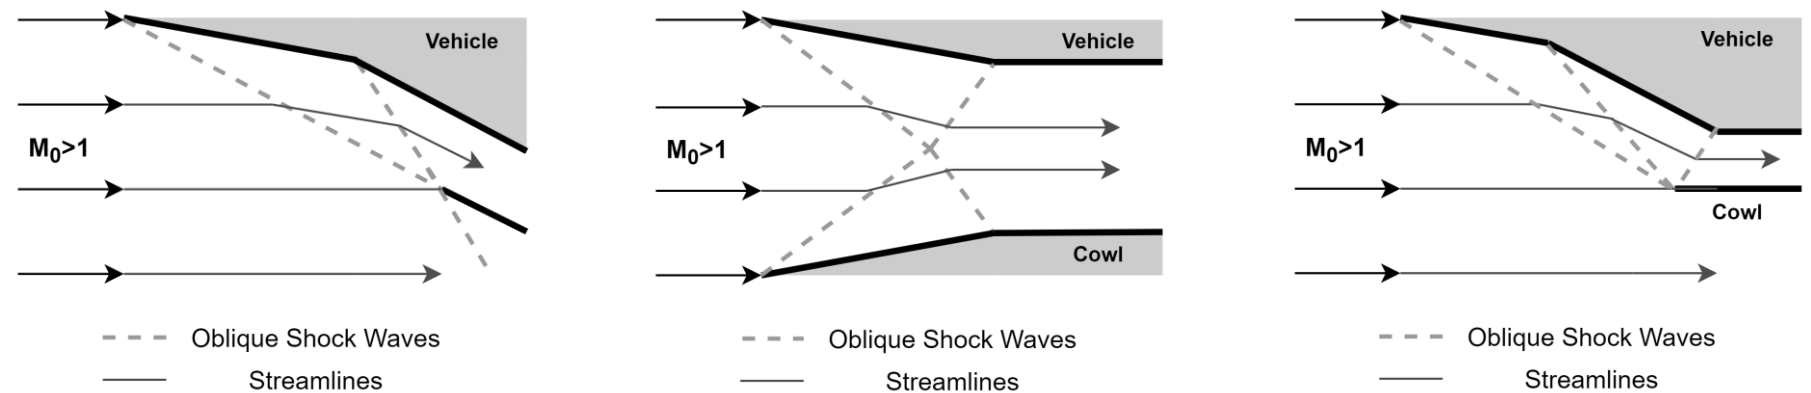 Vehicle
M0>1
Oblique Shock Waves
Streamlines
Vehicle
M0>1
Cowl
Oblique Shock Waves
Streamlines
Vehicle
M0>1
Cowl
Oblique Shock Waves
Streamlines